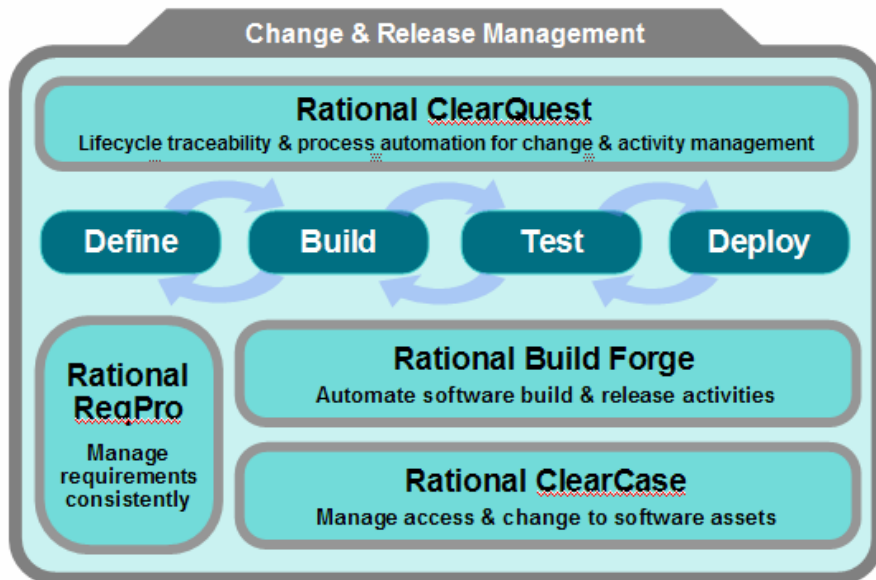 Change & Release Management
Rational ClearQuest
Lifecycle traceability & process automation for change & activity management
Define
Build
Test
Deploy
Rational
ReqPro
Manage
requirements
consistently
Rational Build Forge
Automate software build & release activities
Rational ClearCase
Manage access & change to software assets